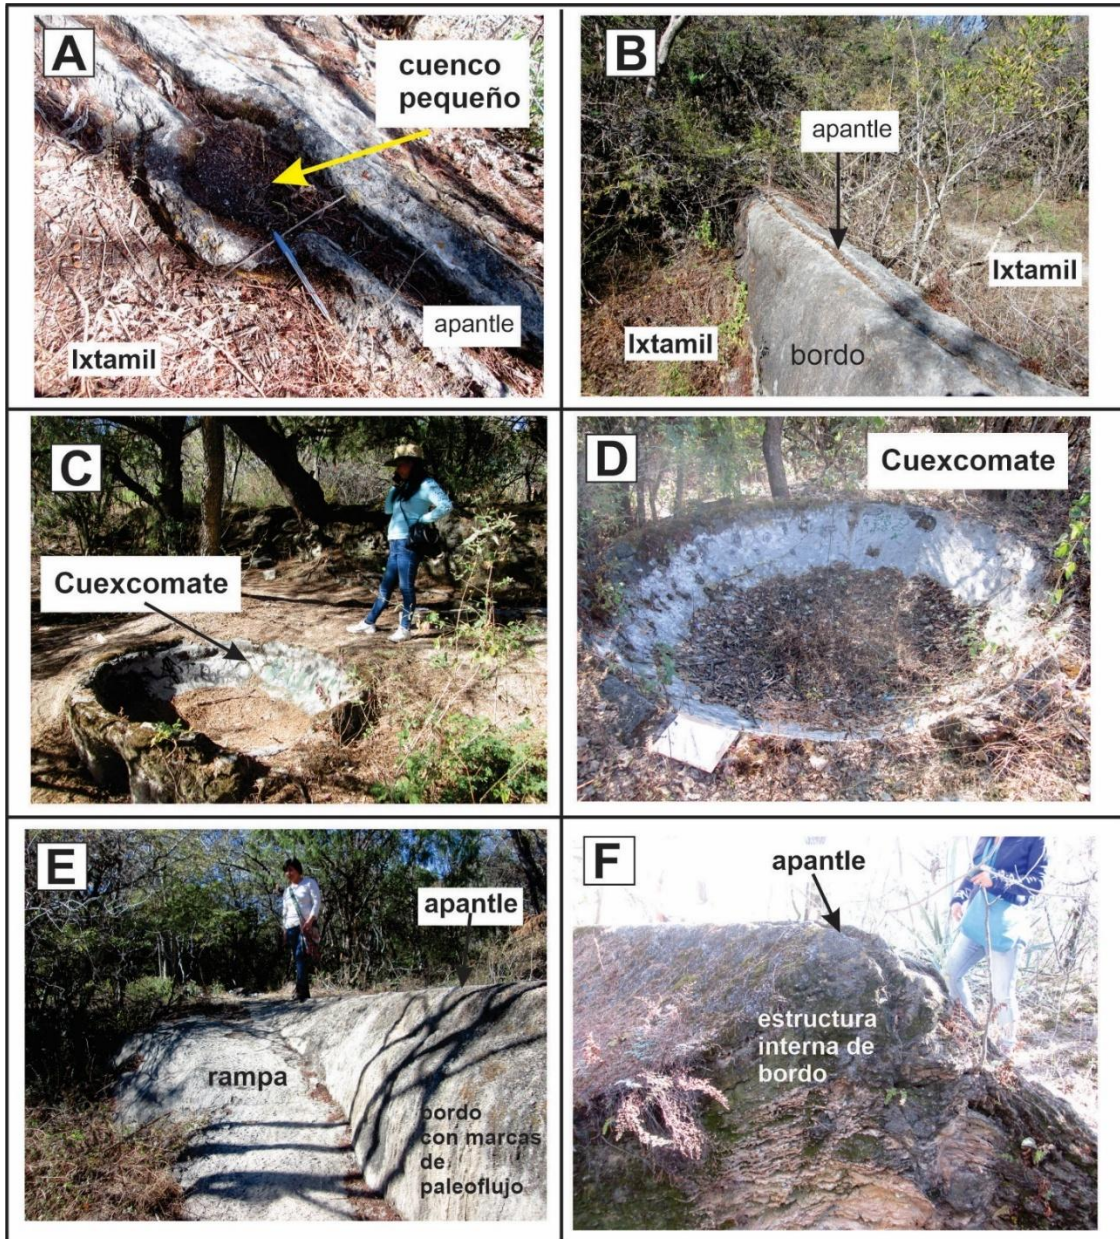 A
cuenco
pequeño
apantle
Ixtamil
B
apantle
Ixtamil
Ixtamil
bordo
C
Cuexcomate
D
Cuexcomate
E
apantle
rampa
bordo
con marcas
de
paleoflujo
F
apantle
estructura
interna de
bordo